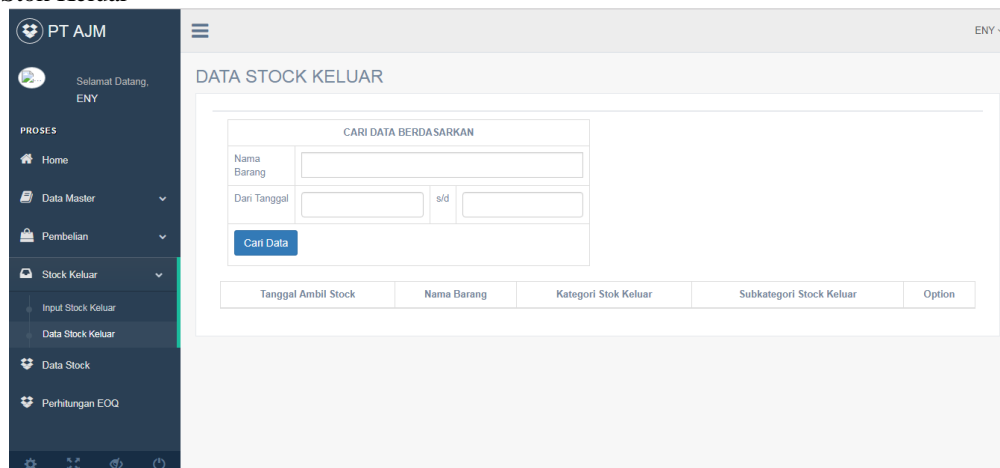 Stok Keluar
PT AJM
ENY
Selamat Datang,
ENY
PROSES
Home
Data Master
Pembelian
Stock Keluar
Input Stock Keluar
Data Stock Keluar
Data Stock
Perhitungan EOQ
DATA STOCK KELUAR
CARI DATA BERDASARKAN
Nama
Barang
Dari Tanggal s/d
Cari Data
Tanggal Ambil Stock Nama Barang Kategori Stok Keluar Subkategori Stock Keluar Option